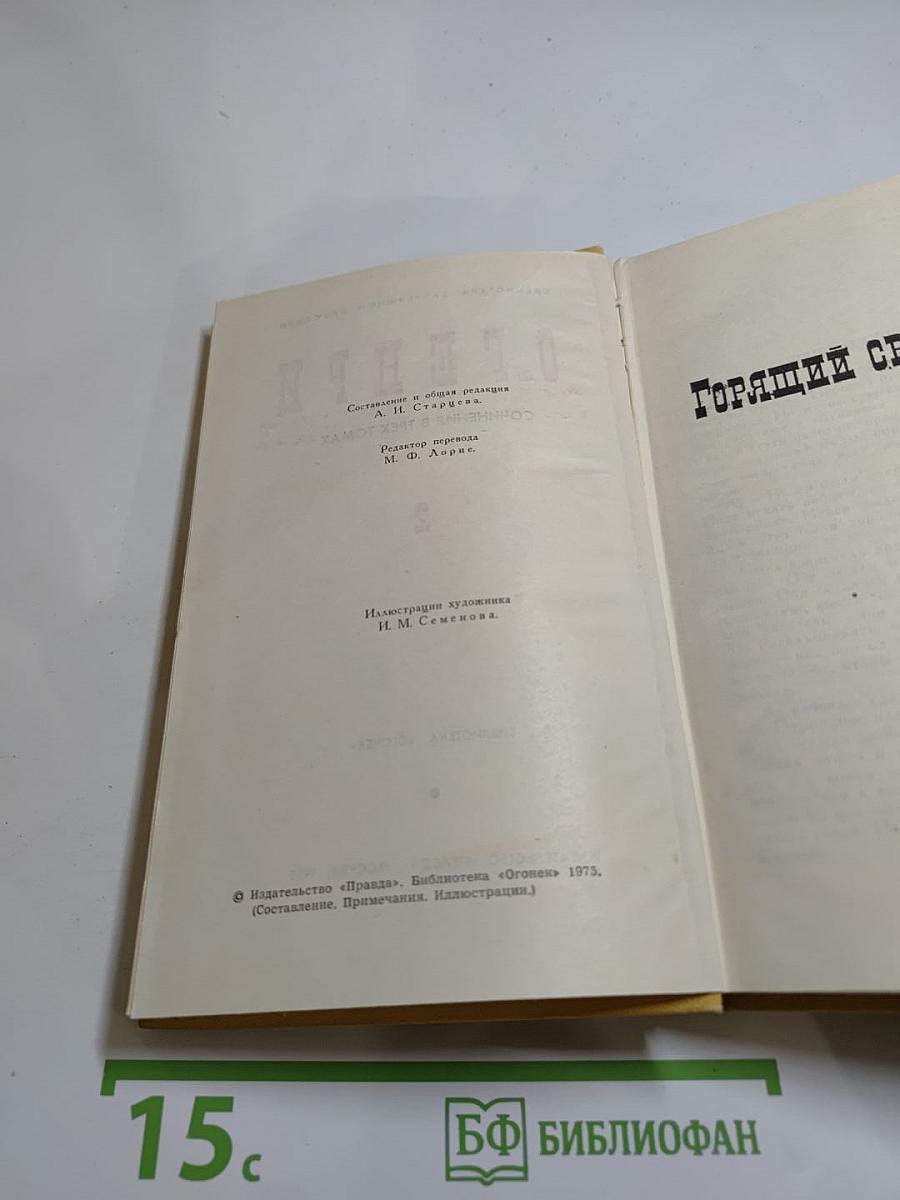 Составление и общая редакция
А. И. Старцева.
Редактор перевода
М. Ф. Лорие.
Иллюстрации художника
И. М. Семенова.
© Издательство «Правда». Библиотека «Огонек» 1975.
(Составление. Примечания. Иллюстрации.)
ГОРЯЩИЙ СВ
15 с
БФ БИБЛИОФАН